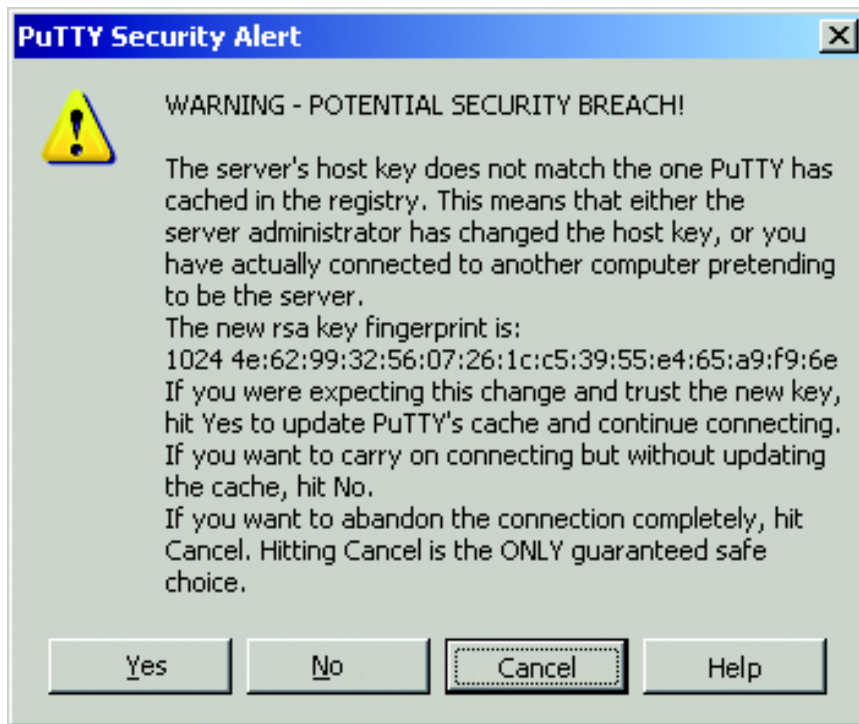 PuTTY Security Alert
WARNING - POTENTIAL SECURITY BREACH!
The server's host key does not match the one PuTTY has
cached in the registry. This means that either the
server administrator has changed the host key, or you
have actually connected to another computer pretending
to be the server.
The new rsa key fingerprint is:
1024 4e:62:99:32:56:07:26:1c:c5:39:55:e4:65:a9:f9:6e
If you were expecting this change and trust the new key,
hit Yes to update PuTTY's cache and continue connecting.
If you want to carry on connecting but without updating
the cache, hit No.
If you want to abandon the connection completely, hit
Cancel. Hitting Cancel is the ONLY guaranteed safe
choice.
Yes No Cancel Help